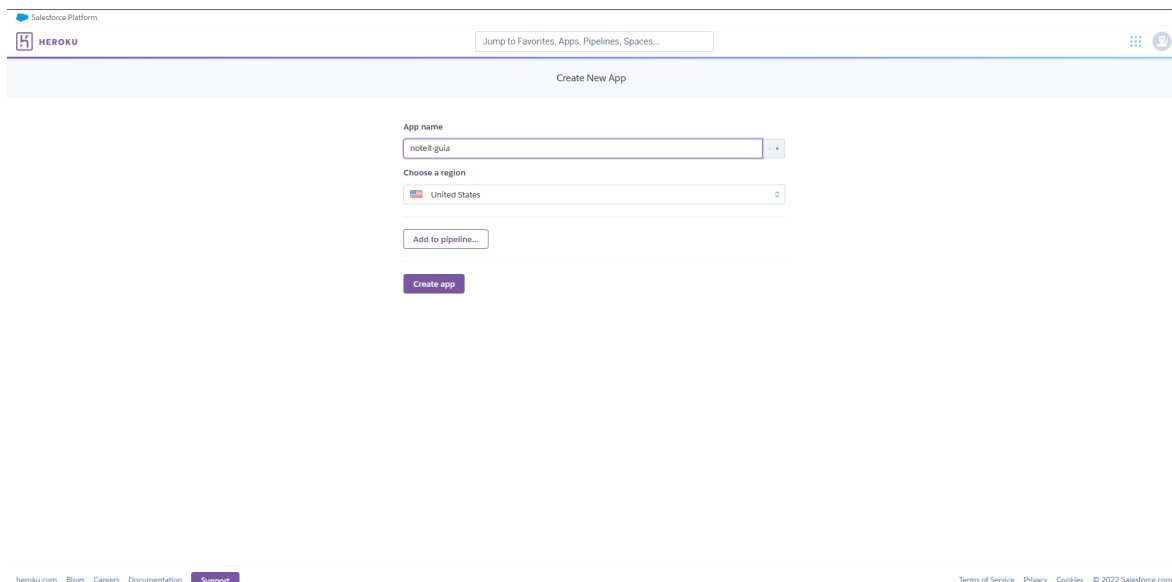 Salesforce Platform
HEROKU
Jump to Favorites, Apps, Pipelines, Spaces...
Create New App
App name
noteit-guia
Choose a region
United States
Add to pipeline...
Create app
heroku.com Blogs Careers Documentation Support
Terms of Service Privacy Cookies © 2022 Salesforce.com